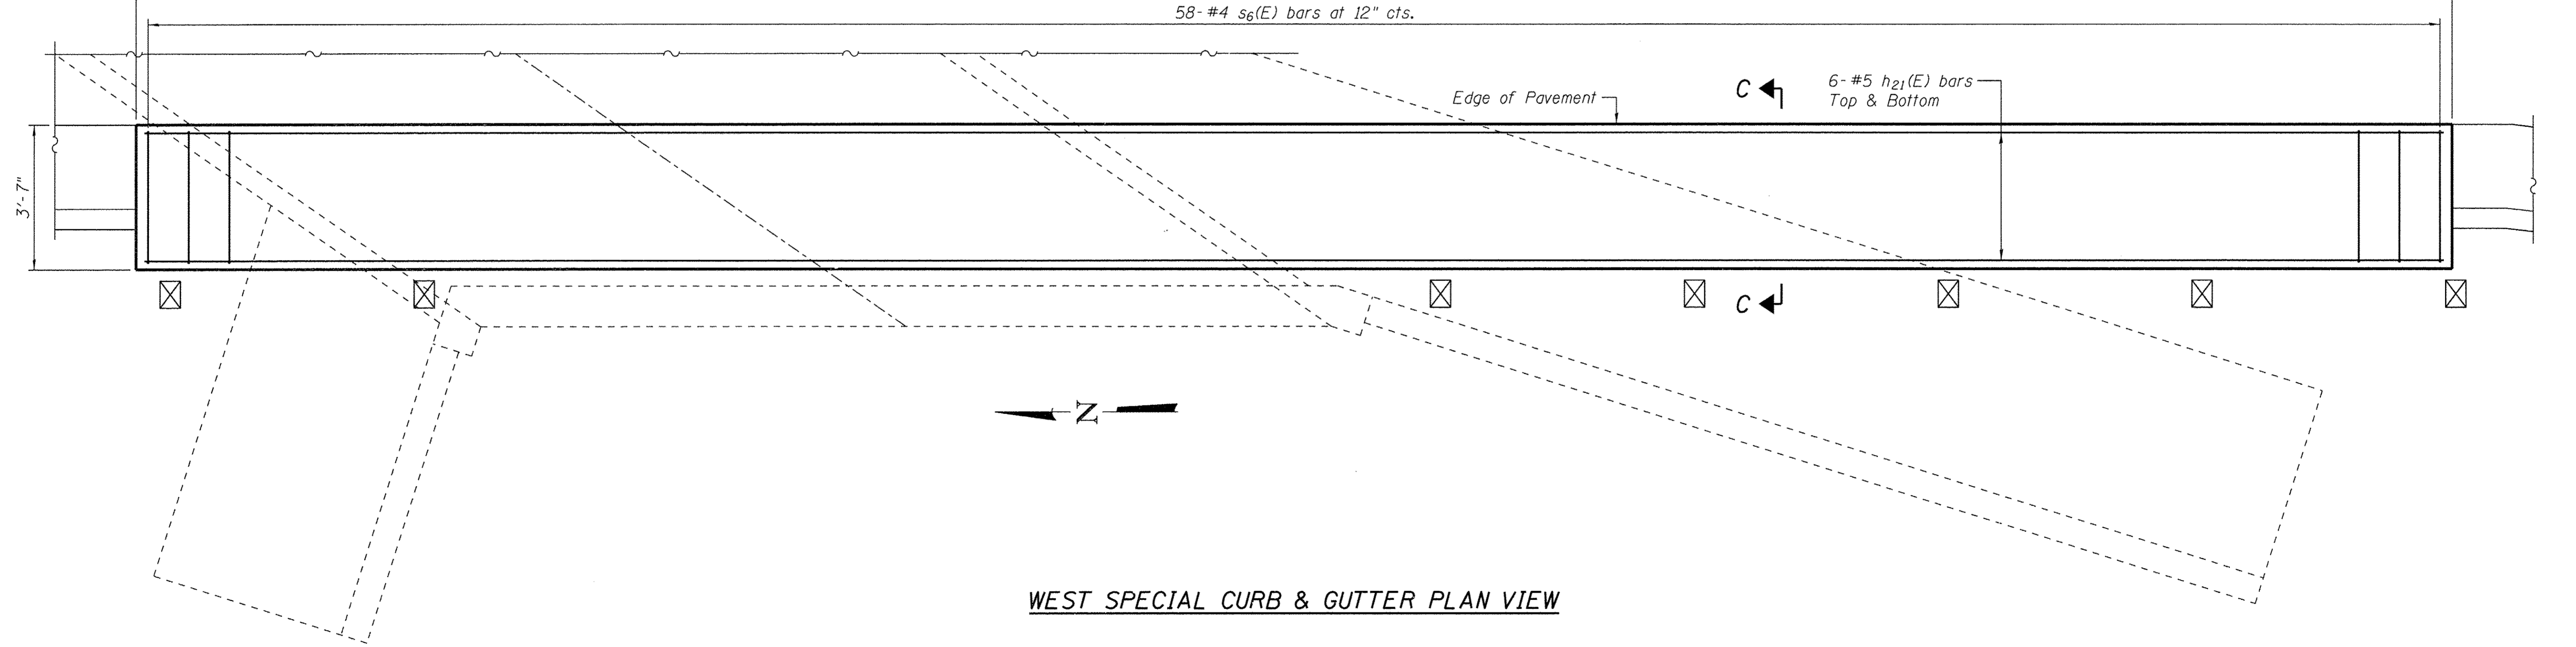 58-#4 s6(E) bars at 12" cts.
C
6-#5 h21(E) bars
Top & Bottom
Edge of Pavement
3'-7"
C
N
WEST SPECIAL CURB & GUTTER PLAN VIEW